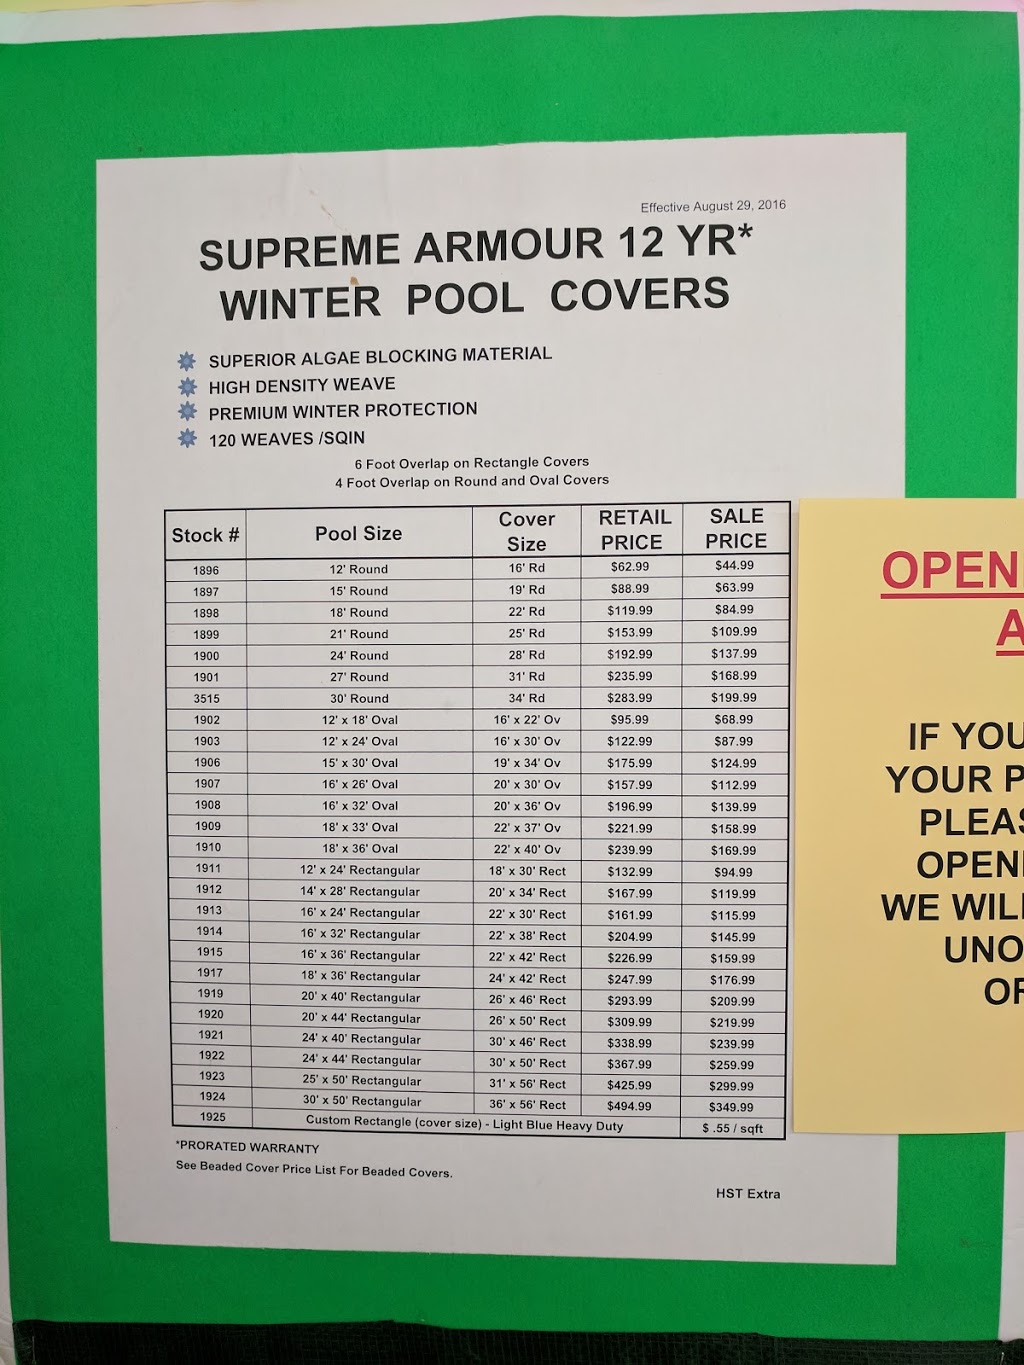 Effective August 29, 2016
SUPREME ARMOUR 12 YR*
WINTER POOL COVERS
SUPERIOR ALGAE BLOCKING MATERIAL
HIGH DENSITY WEAVE
PREMIUM WINTER PROTECTION
120 WEAVES /SQIN
6 Foot Overlap on Rectangle Covers
4 Foot Overlap on Round and Oval Covers
Stock # Pool Size Cover Size RETAIL PRICE SALE PRICE
1896 12' Round 16' Rd $62.99 $44.99
1897 15' Round 19' Rd $88.99 $63.99
1898 18' Round 22' Rd $119.99 $84.99
1899 21' Round 25' Rd $153.99 $109.99
1900 24' Round 28' Rd $192.99 $137.99
1901 27' Round 31' Rd $235.99 $168.99
3515 30' Round 34' Rd $283.99 $199.99
1902 12' x 18' Oval 16' x 22' Ov $95.99 $68.99
1903 12' x 24' Oval 16' x 30' Ov $122.99 $87.99
1906 15' x 30' Oval 19' x 34' Ov $175.99 $124.99
1907 16' x 26' Oval 20' x 30' Ov $157.99 $112.99
1908 16' x 32' Oval 20' x 36' Ov $196.99 $139.99
1909 18' x 33' Oval 22' x 37' Ov $221.99 $158.99
1910 18' x 36' Oval 22' x 40' Ov $239.99 $169.99
1911 12' x 24' Rectangular 18' x 30' Rect $132.99 $94.99
1912 14' x 28' Rectangular 20' x 34' Rect $167.99 $119.99
1913 16' x 24' Rectangular 22' x 30' Rect $161.99 $115.99
1914 16' x 32' Rectangular 22' x 38' Rect $204.99 $145.99
1915 16' x 36' Rectangular 22' x 42' Rect $226.99 $159.99
1917 18' x 36' Rectangular 24' x 42' Rect $247.99 $176.99
1919 20' x 40' Rectangular 26' x 46' Rect $293.99 $209.99
1920 20' x 44' Rectangular 26' x 50' Rect $309.99 $219.99
1921 24' x 40' Rectangular 30' x 46' Rect $338.99 $239.99
1922 24' x 44' Rectangular 30' x 50' Rect $367.99 $259.99
1923 25' x 50' Rectangular 31' x 56' Rect $425.99 $299.99
1924 30' x 50' Rectangular 36' x 56' Rect $494.99 $349.99
1925 Custom Rectangle (cover size) - Light Blue Heavy Duty $ .55 / sqft
*PRORATED WARRANTY
See Beaded Cover Price List For Beaded Covers.
HST Extra
OPEN
A
IF YOU
YOUR P
PLEAS
OPEN
WE WIL
UNO
OF